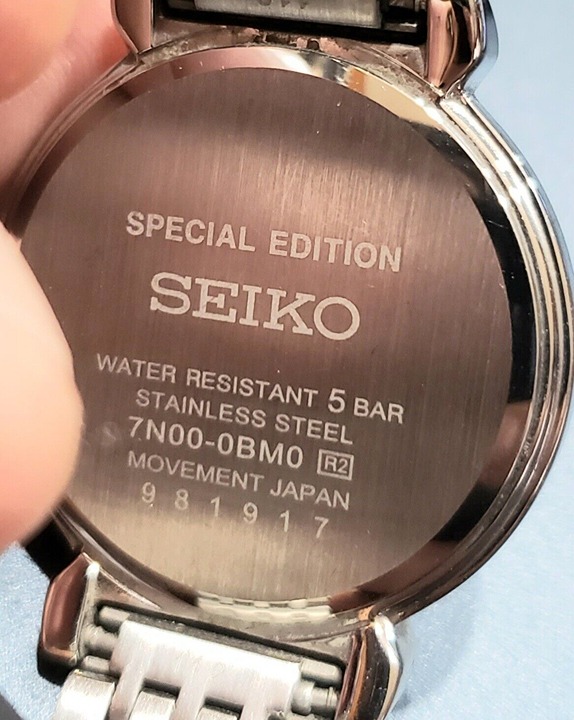 SPECIAL EDITION
SEIKO
WATER RESISTANT 5 BAR
STAINLESS STEEL
7N00-0BM0 R2
MOVEMENT JAPAN
981917